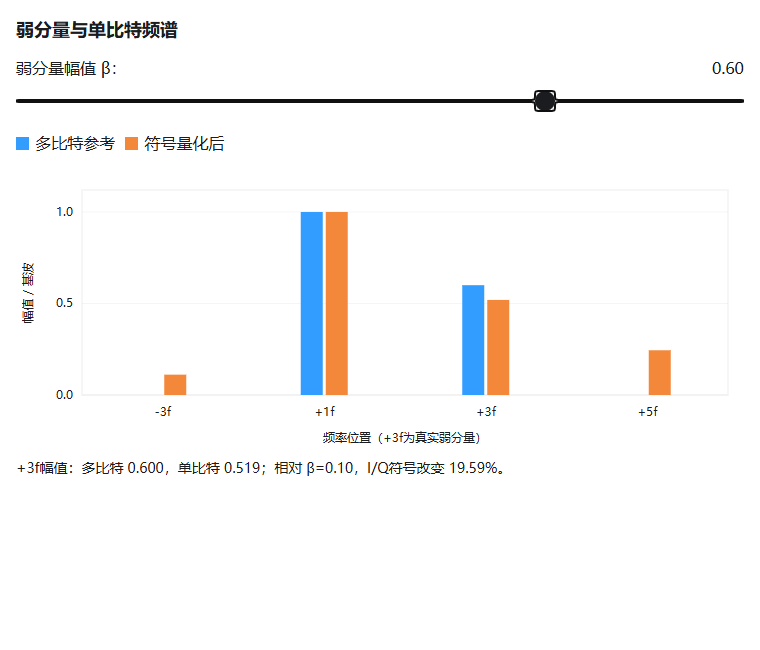 弱分量与单比特频谱
弱分量幅值 β： 0.60
多比特参考 符号量化后
1.0
0.5
0.0
幅值 / 基波
-3f +1f +3f +5f
频率位置（+3f为真实弱分量）
+3f幅值：多比特 0.600，单比特 0.519；相对 β=0.10，I/Q符号改变 19.59%。